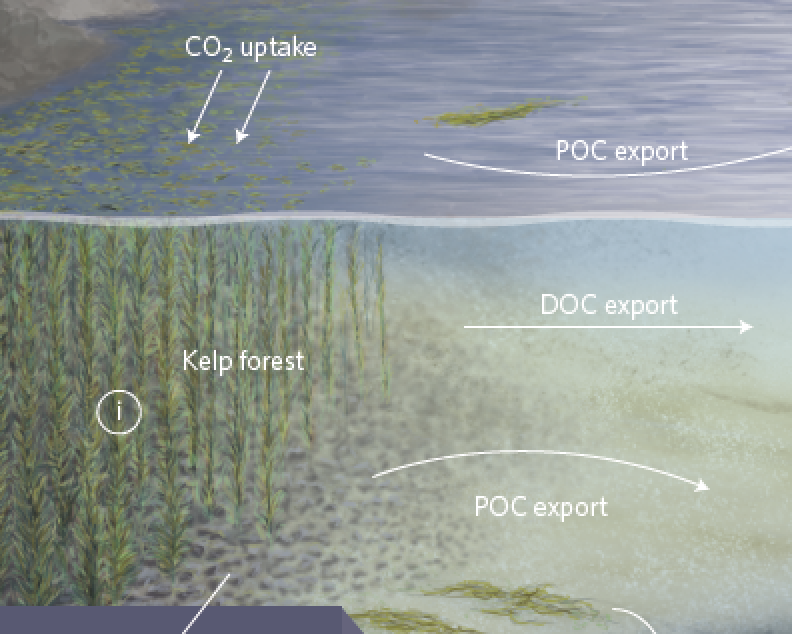 CO₂ uptake
POC export
DOC export
Kelp forest
i
POC export